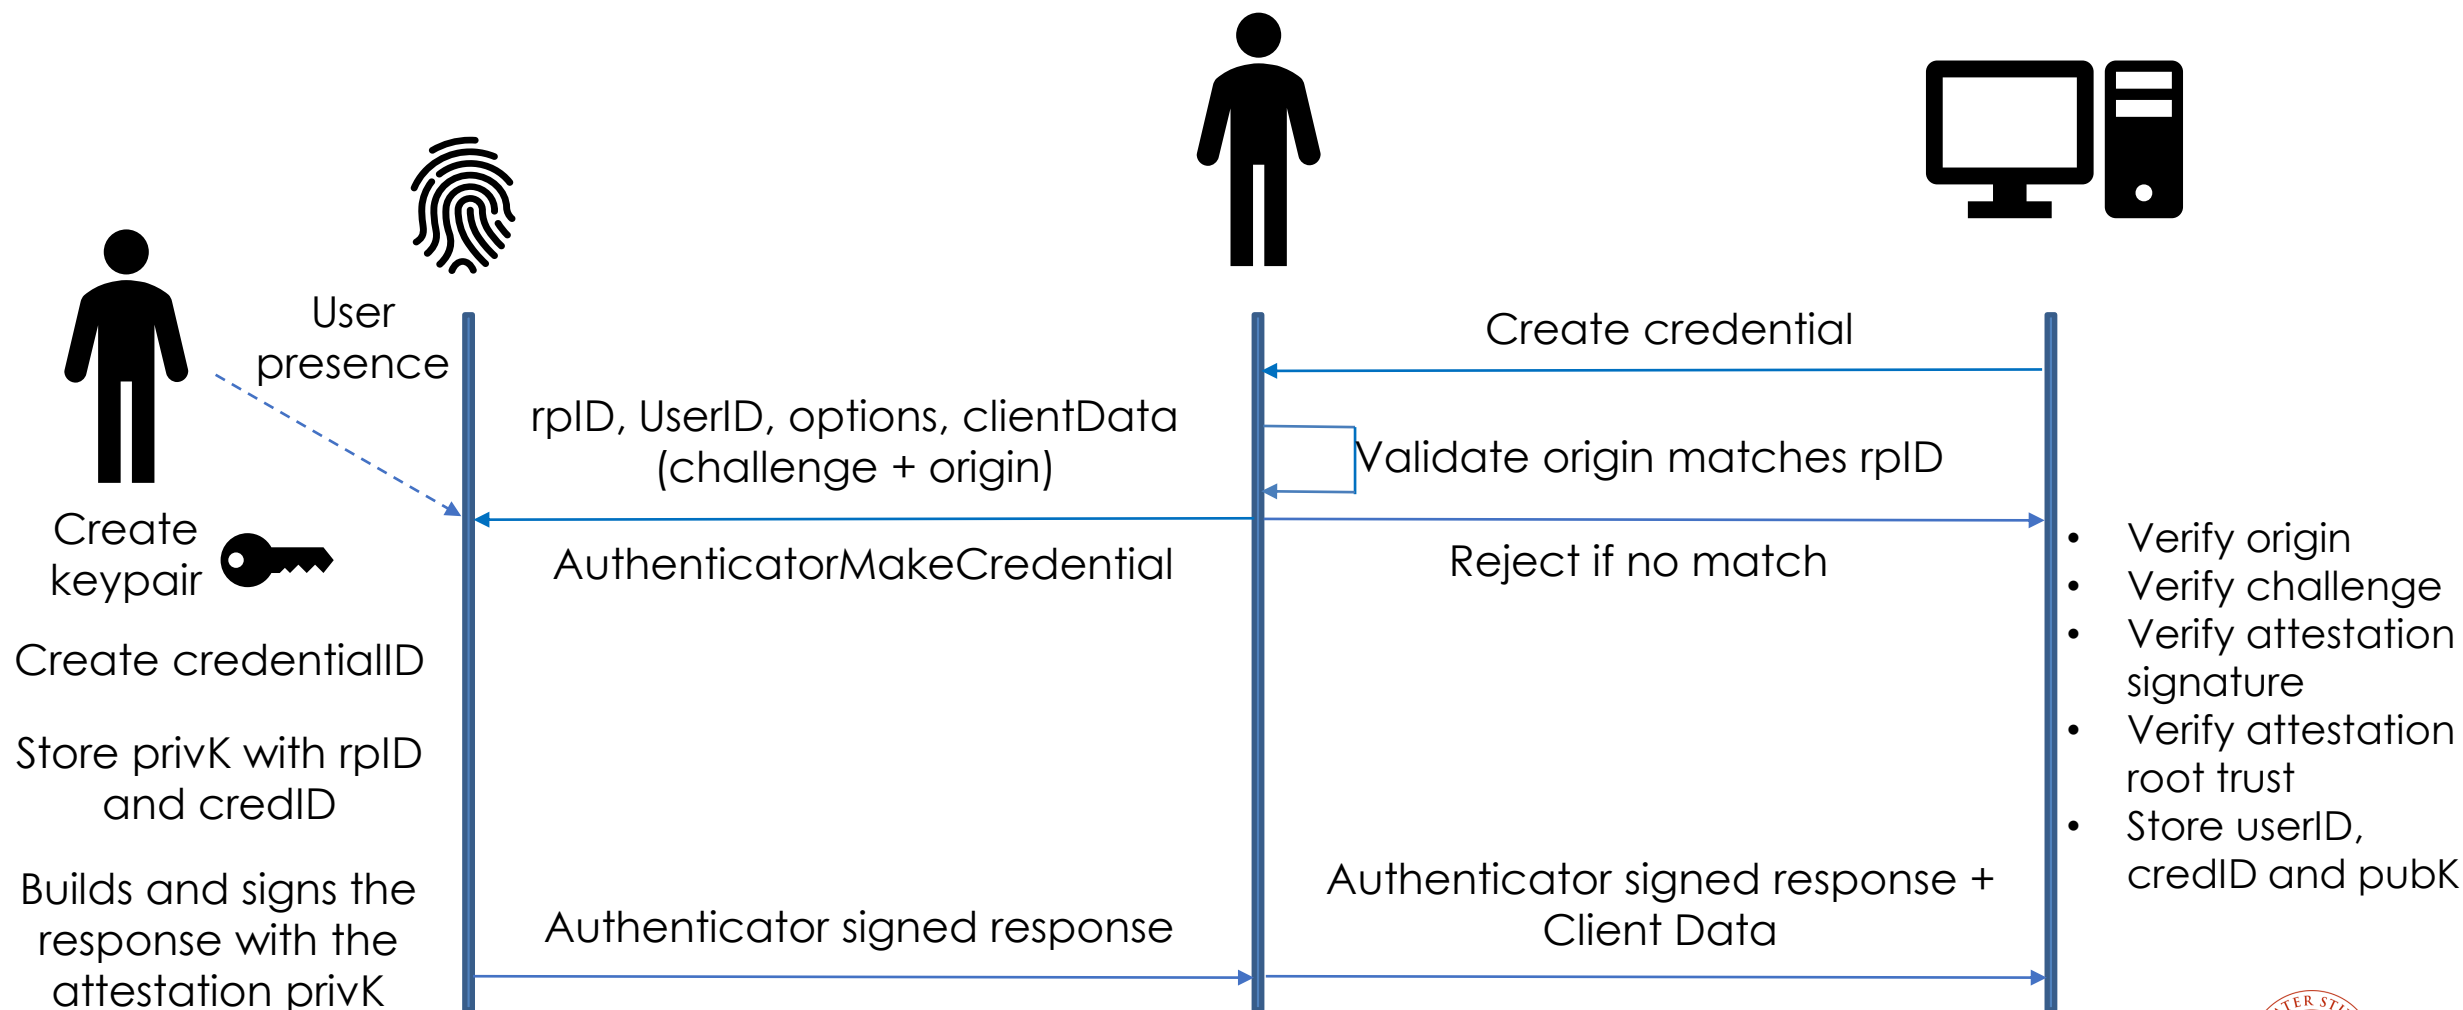 User
presence
Create credential
rpID, UserID, options, clientData
(challenge + origin)
Validate origin matches rpID
AuthenticatorMakeCredential
Reject if no match
Create
keypair
Create credentialID
Store privK with rpID
and credID
Builds and signs the
response with the
attestation privK
Authenticator signed response
Authenticator signed response +
Client Data
• Verify origin
• Verify challenge
• Verify attestation
signature
• Verify attestation
root trust
• Store userID,
credID and pubK